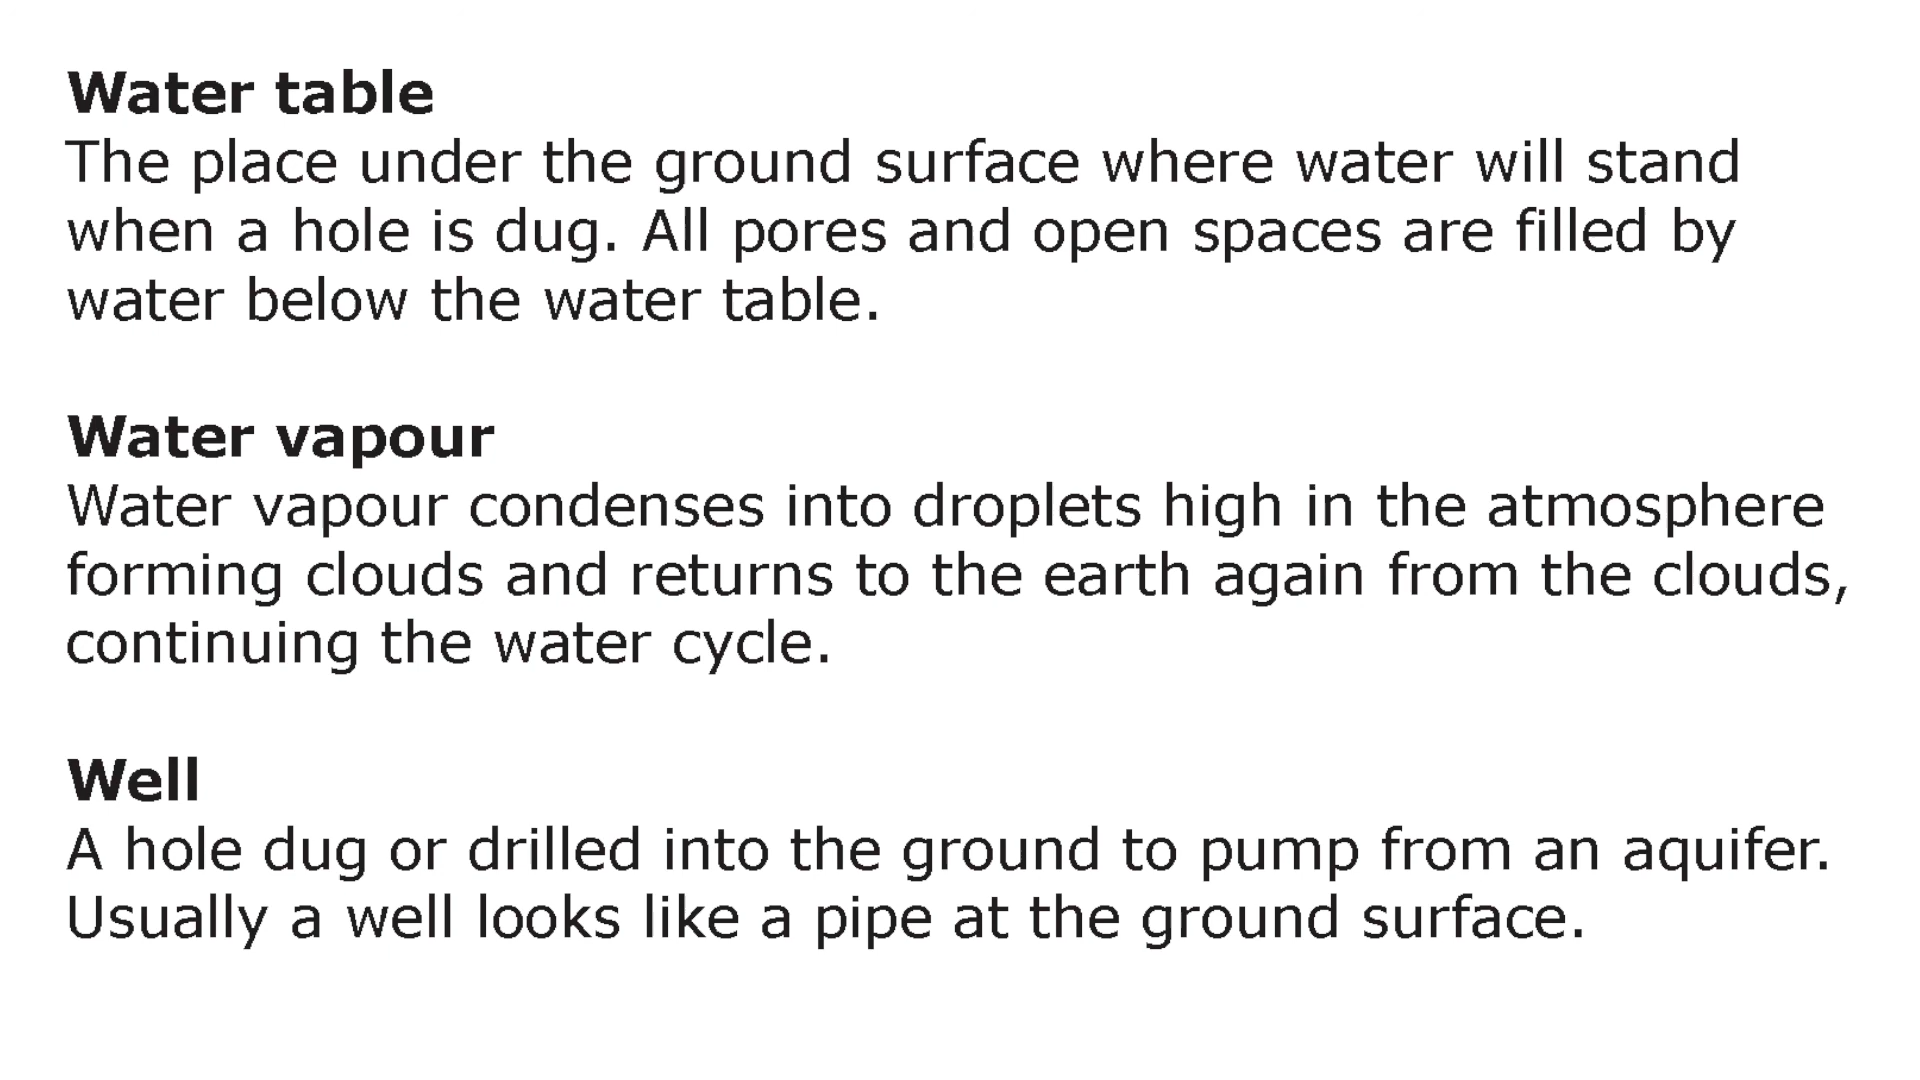 Water table
The place under the ground surface where water will stand
when a hole is dug. All pores and open spaces are filled by
water below the water table.
Water vapour
Water vapour condenses into droplets high in the atmosphere
forming clouds and returns to the earth again from the clouds,
continuing the water cycle.
Well
A hole dug or drilled into the ground to pump from an aquifer.
Usually a well looks like a pipe at the ground surface.